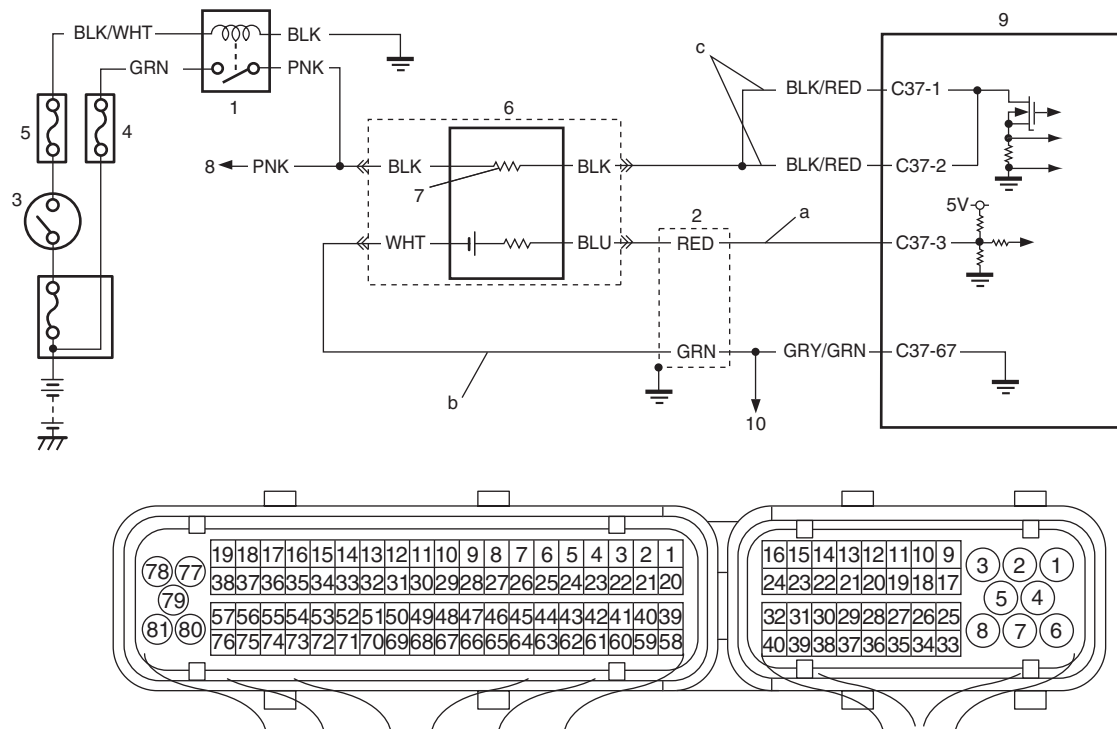 9
BLK/WHT BLK c
GRN PNK BLK/RED C37-1
5 4 1 6
8 PNK BLK BLK BLK/RED C37-2
7
3 2 a 5V
WHT BLU RED C37-3
GRN GRY/GRN C37-67
b
10
19 18 17 16 15 14 13 12 11 10 9 8 7 6 5 4 3 2 1
38 37 36 35 34 33 32 31 30 29 28 27 26 25 24 23 22 21 20
57 56 55 54 53 52 51 50 49 48 47 46 45 44 43 42 41 40 39
76 75 74 73 72 71 70 69 68 67 66 65 64 63 62 61 60 59 58
78 77
79
81 80
16 15 14 13 12 11 10 9
24 23 22 21 20 19 18 17
32 31 30 29 28 27 26 25
40 39 38 37 36 35 34 33
3 2 1
5 4
8 7 6